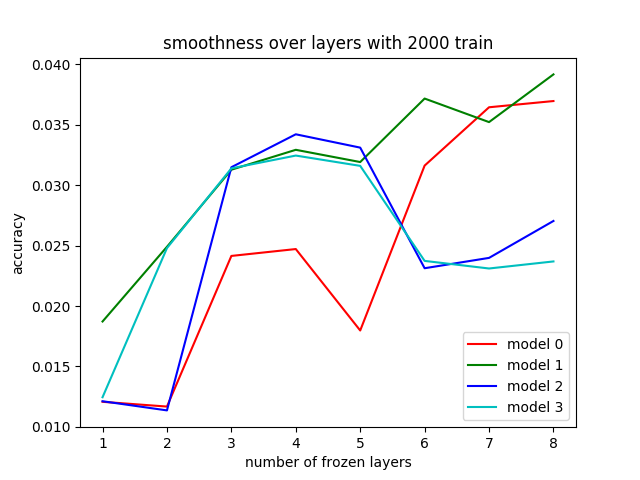 smoothness over layers with 2000 train
0.040
0.035
0.030
0.025
0.020
0.015
0.010
accuracy
model 0
model 1
model 2
model 3
1 2 3 4 5 6 7 8
number of frozen layers